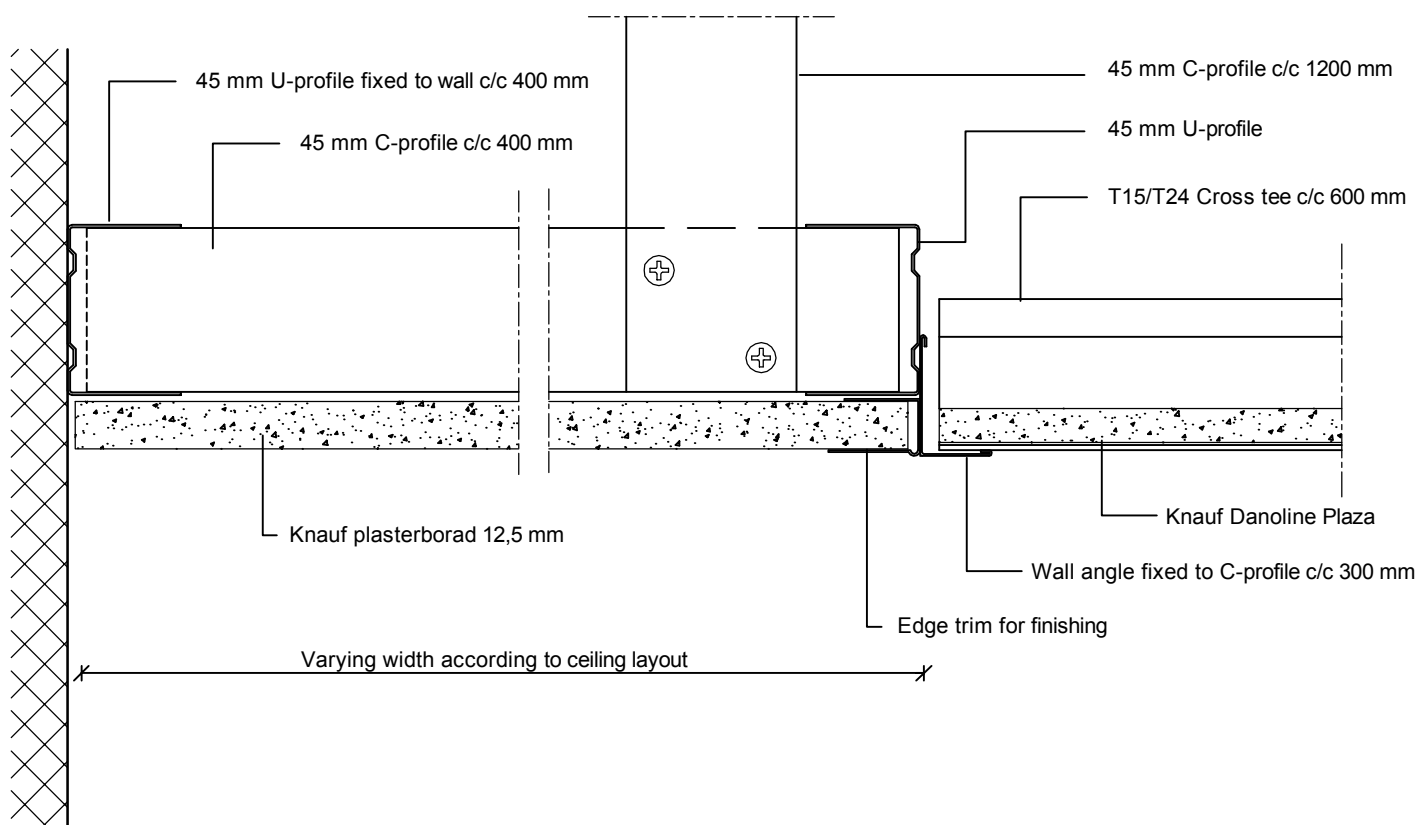 45 mm U-profile fixed to wall c/c 400 mm
45 mm C-profile c/c 400 mm
45 mm C-profile c/c 1200 mm
45 mm U-profile
T15/T24 Cross tee c/c 600 mm
Knauf plasterborad 12,5 mm
Knauf Danoline Plaza
Wall angle fixed to C-profile c/c 300 mm
Edge trim for finishing
Varying width according to ceiling layout